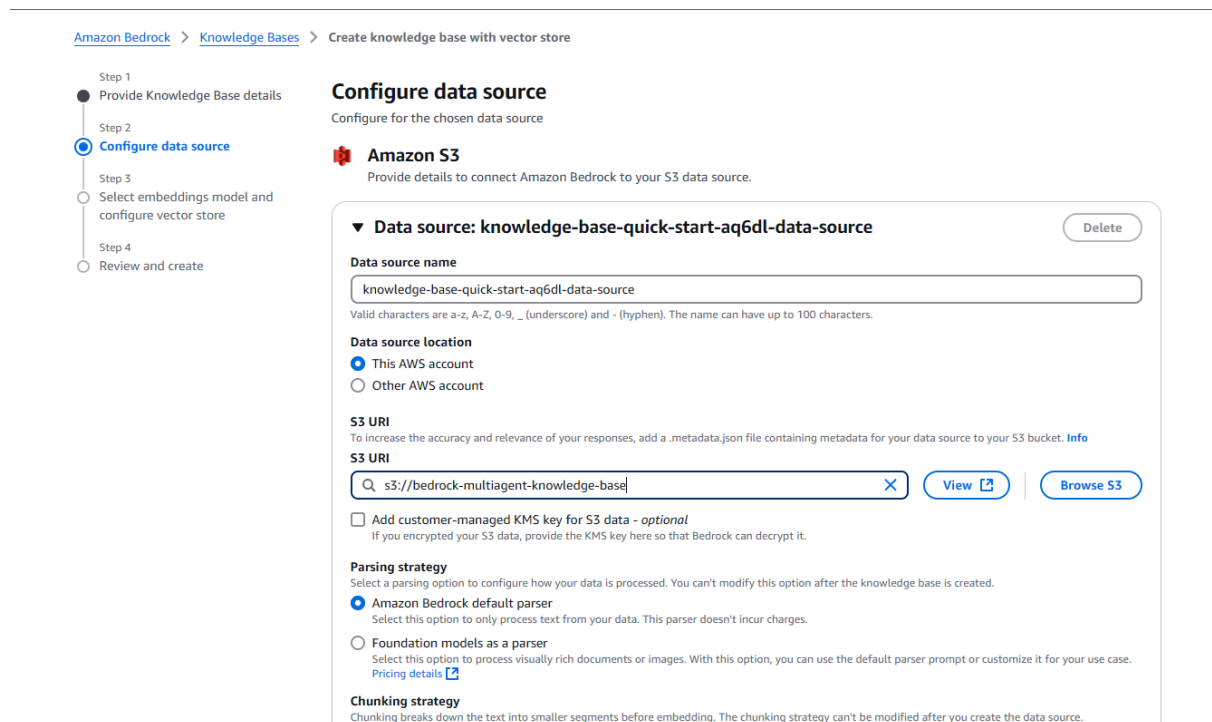 Amazon Bedrock > Knowledge Bases > Create knowledge base with vector store
Step 1
Provide Knowledge Base details
Step 2
Configure data source
Step 3
Select embeddings model and
configure vector store
Step 4
Review and create
Configure data source
Configure for the chosen data source
Amazon S3
Provide details to connect Amazon Bedrock to your S3 data source.
Data source: knowledge-base-quick-start-aq6dl-data-source
Delete
Data source name
knowledge-base-quick-start-aq6dl-data-source
Valid characters are a-z, A-Z, 0-9, _ (underscore) and - (hyphen). The name can have up to 100 characters.
Data source location
This AWS account
Other AWS account
S3 URI
To increase the accuracy and relevance of your responses, add a .metadata.json file containing metadata for your data source to your S3 bucket. Info
S3 URI
s3://bedrock-multiagent-knowledge-base
View
Browse S3
Add customer-managed KMS key for S3 data - optional
If you encrypted your S3 data, provide the KMS key here so that Bedrock can decrypt it.
Parsing strategy
Select a parsing option to configure how your data is processed. You can't modify this option after the knowledge base is created.
Amazon Bedrock default parser
Select this option to only process text from your data. This parser doesn't incur charges.
Foundation models as a parser
Select this option to process visually rich documents or images. With this option, you can use the default parser prompt or customize it for your use case.
Pricing details
Chunking strategy
Chunking breaks down the text into smaller segments before embedding. The chunking strategy can't be modified after you create the data source.